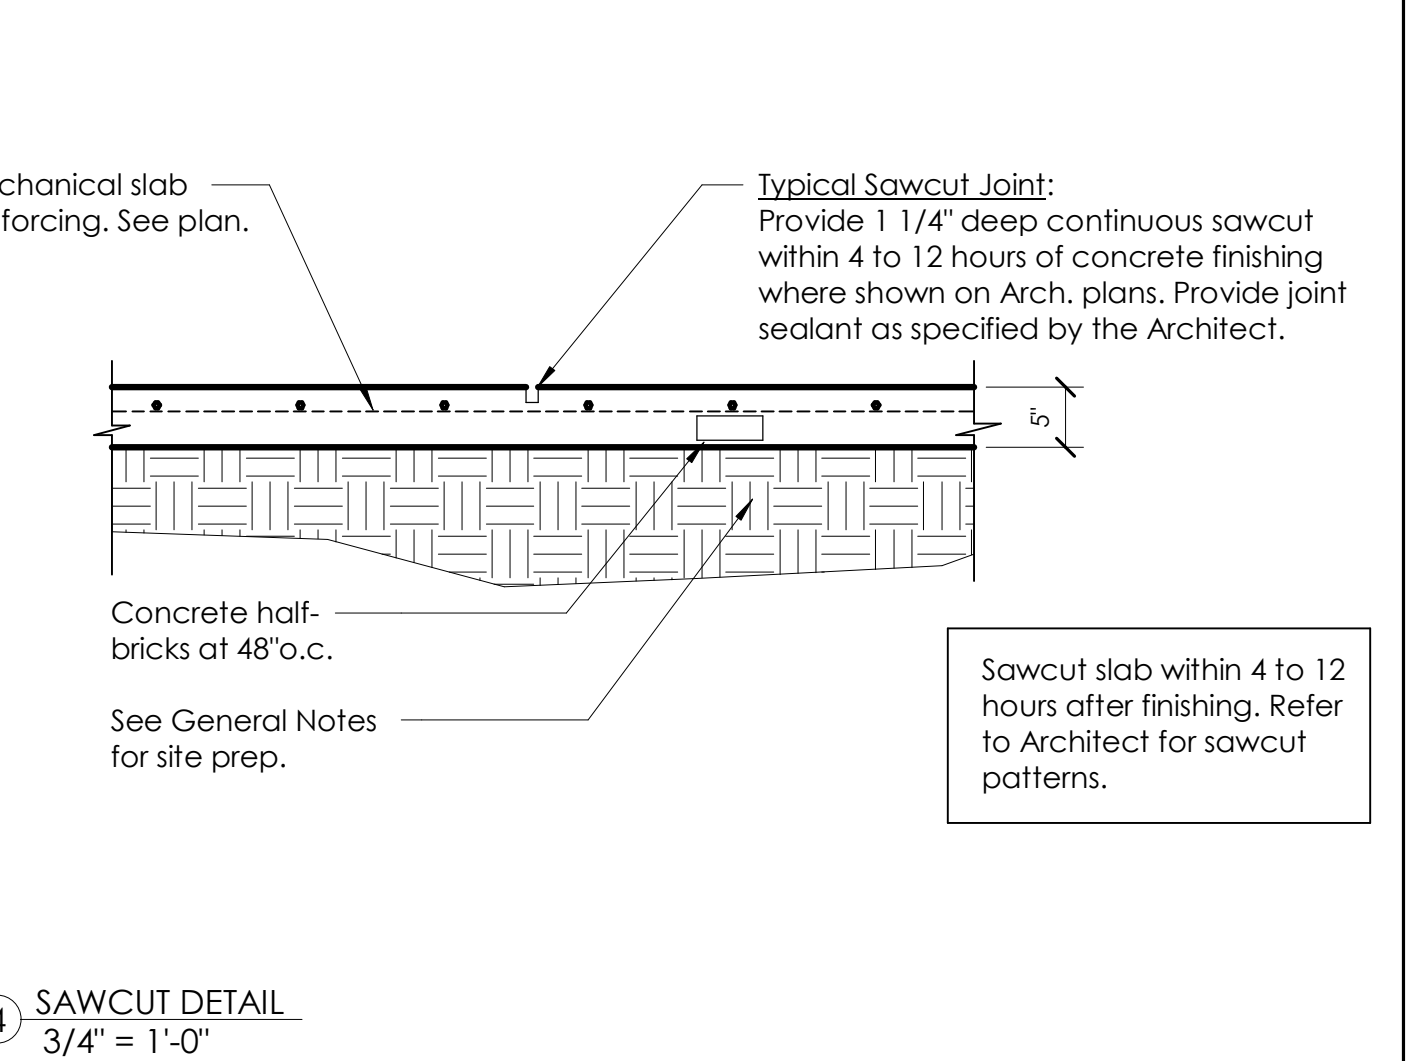 chanical slab
forcing. See plan.
Typical Sawcut Joint:
Provide 1 1/4" deep continuous sawcut
within 4 to 12 hours of concrete finishing
where shown on Arch. plans. Provide joint
sealant as specified by the Architect.
5"
Concrete half-
bricks at 48"o.c.
See General Notes
for site prep.
Sawcut slab within 4 to 12
hours after finishing. Refer
to Architect for sawcut
patterns.
4 SAWCUT DETAIL
3/4" = 1'-0"